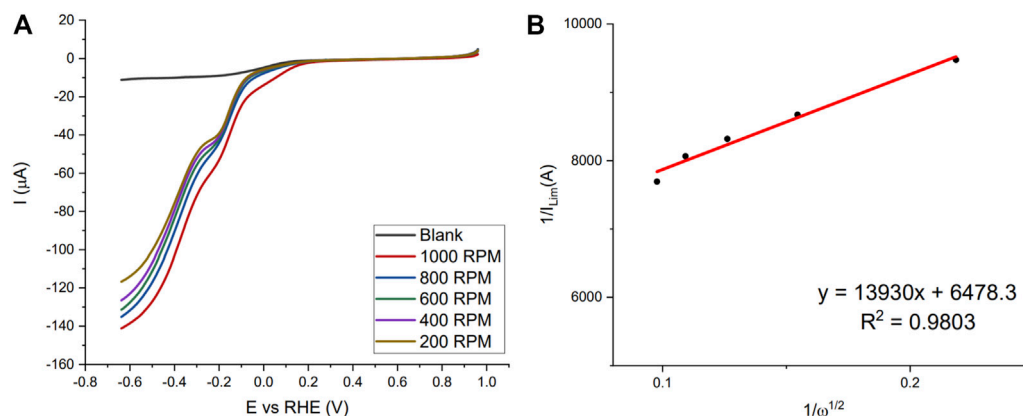 A
20
0
-20
-40
-60
-80
-100
-120
-140
-160
I (μA)
-0.8 -0.6 -0.4 -0.2 0.0 0.2 0.4 0.6 0.8 1.0
E vs RHE (V)
Blank
1000 RPM
800 RPM
600 RPM
400 RPM
200 RPM
B
10000
8000
6000
1/I_Lim(A)
y = 13930x + 6478.3
R² = 0.9803
0.1 0.2
1/ω^1/2